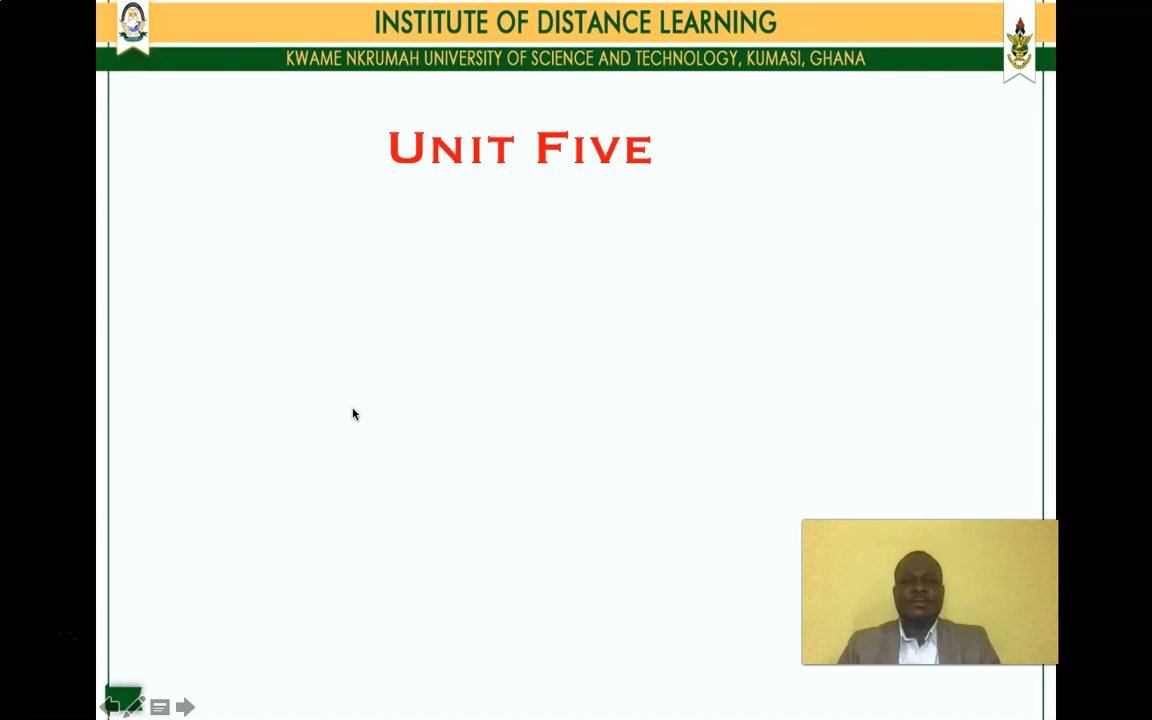 INSTITUTE OF DISTANCE LEARNING
KWAME NKRUMAH UNIVERSITY OF SCIENCE AND TECHNOLOGY, KUMASI, GHANA
UNIT FIVE